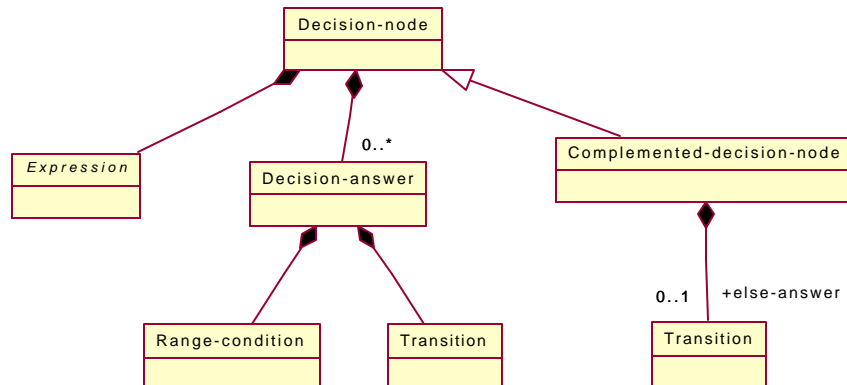 Decision-node
0..*
Expression
Decision-answer
Complemented-decision-node
0..1
+else-answer
Range-condition
Transition
Transition